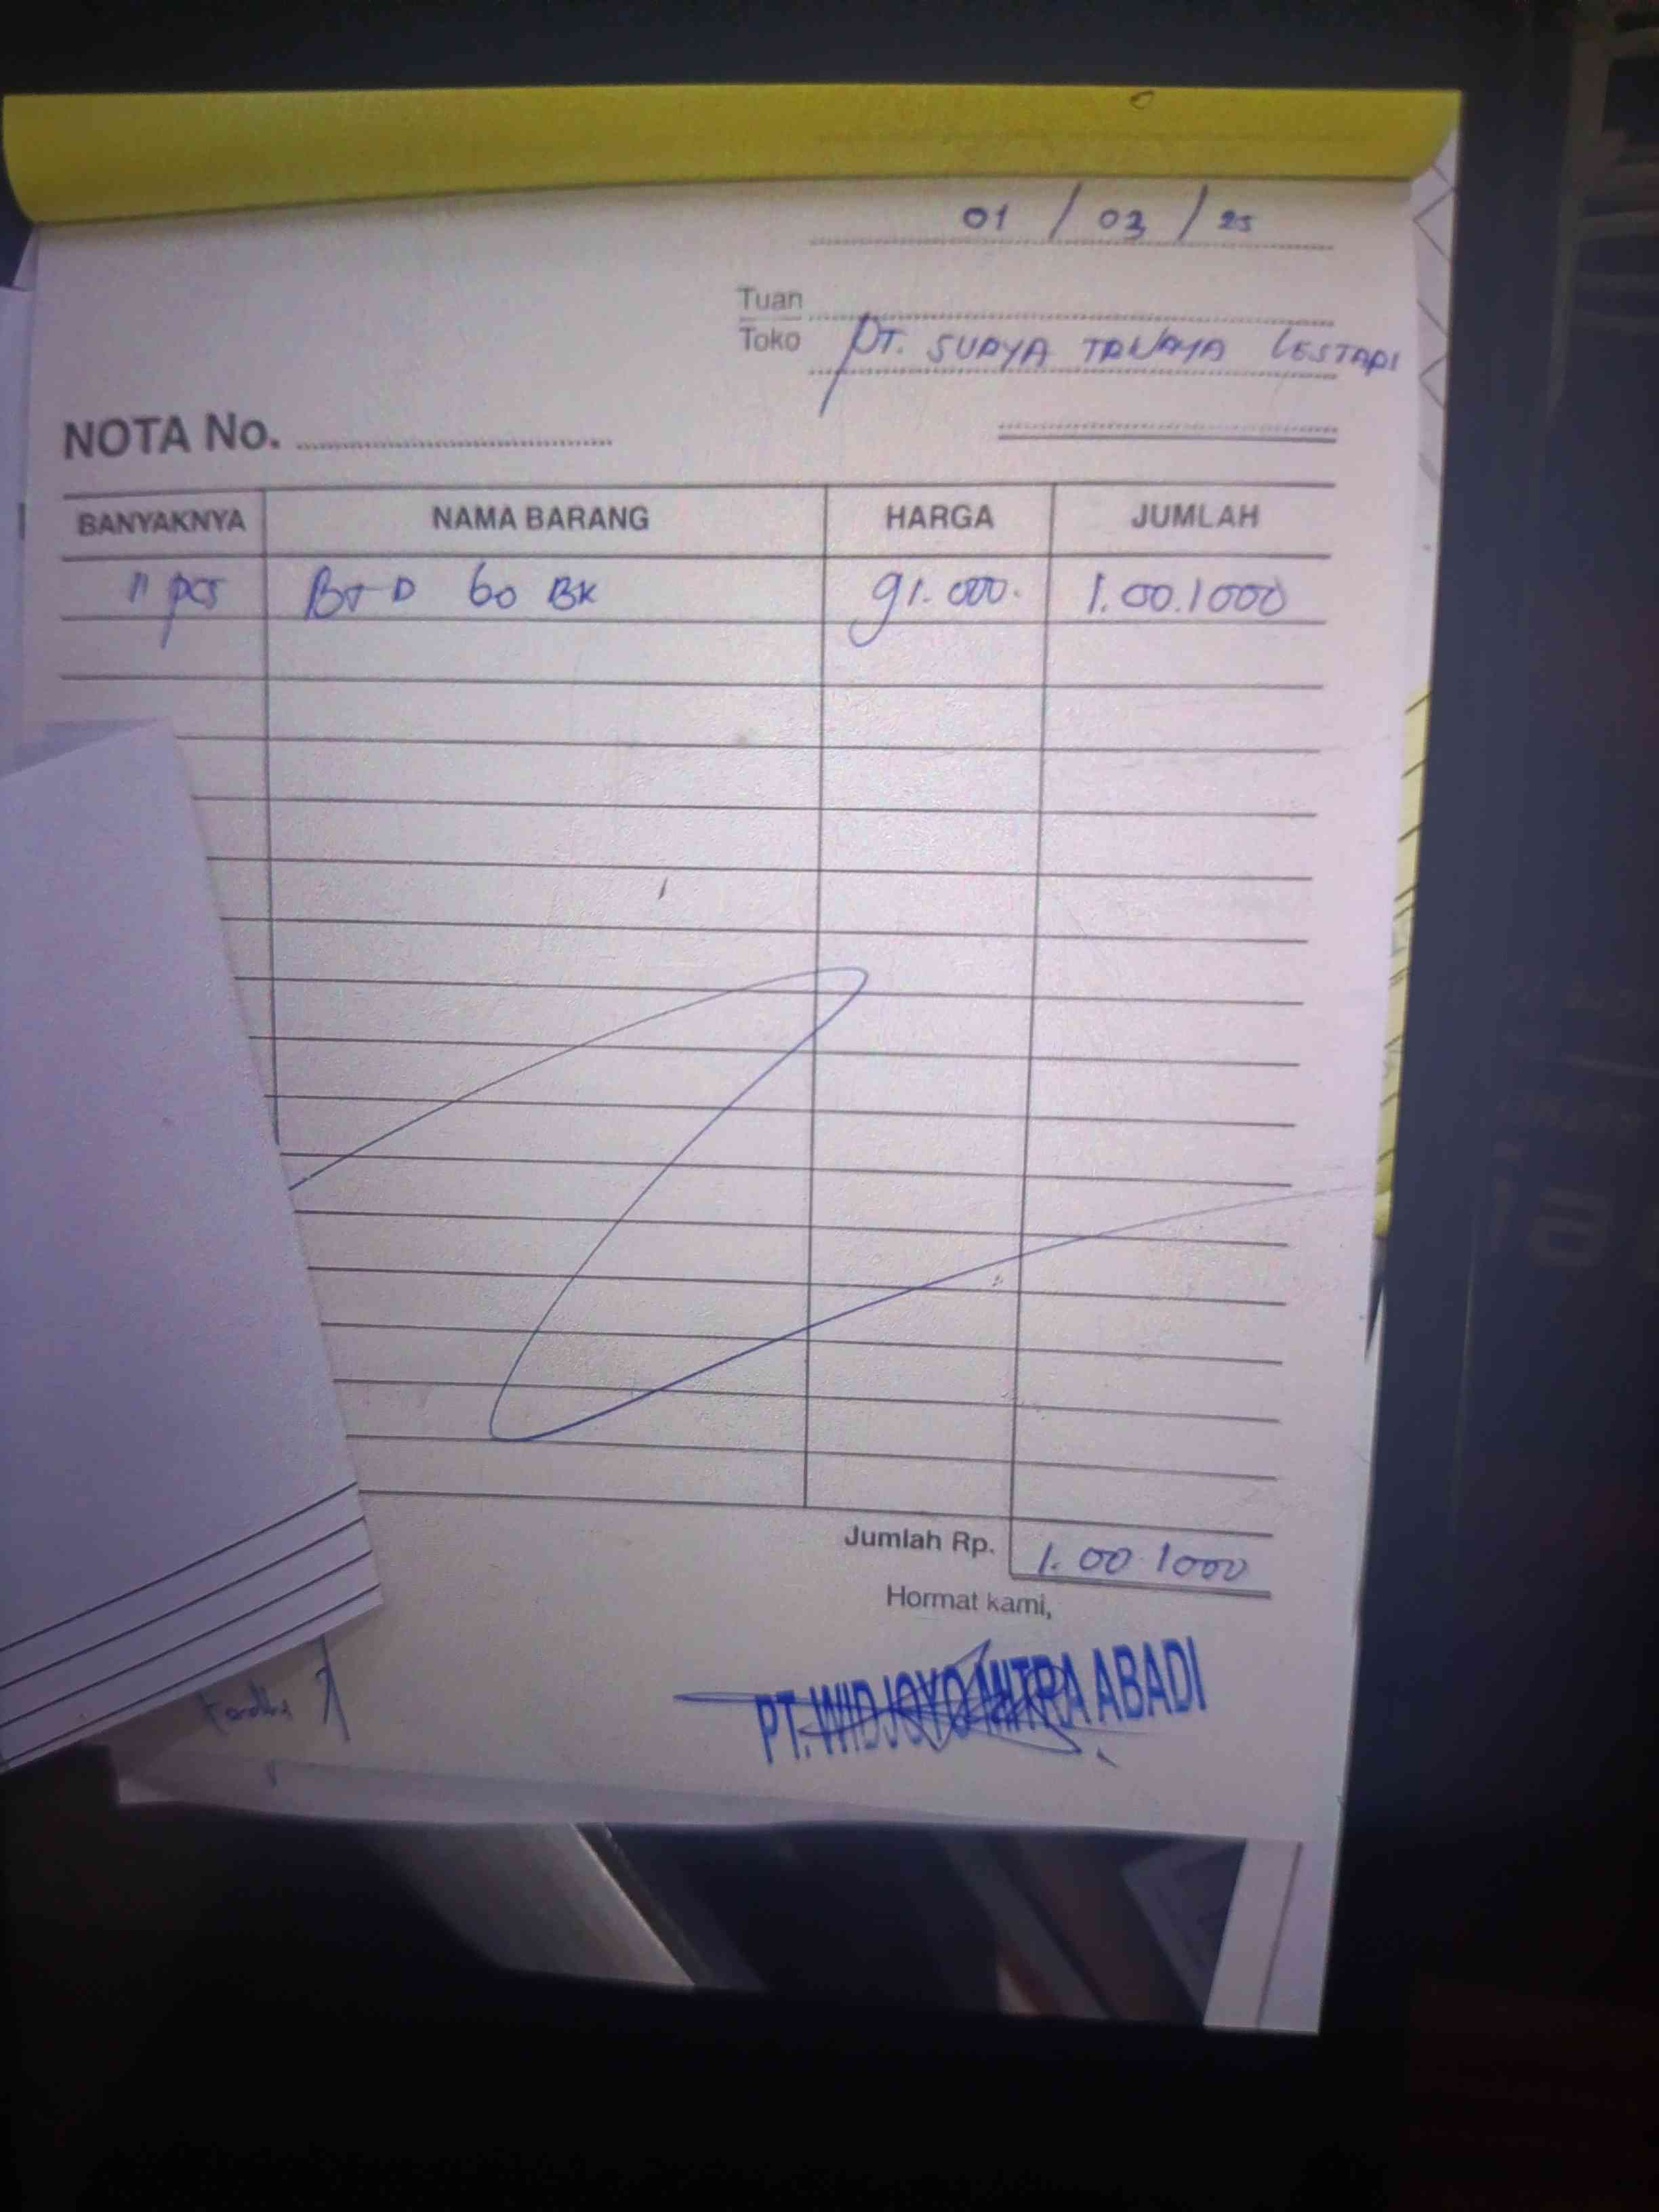 01 / 03 / 25
Tuan
Toko PT. SURYA TRIJAYA LESTARI
NOTA No.
BANYAKNYA NAMA BARANG HARGA JUMLAH
11 pcs BTD 60 BK 91.000. 1.00.1000
Jumlah Rp. 1.00.1000
Hormat kami,
PT. WIDJOYO MITRA ABADI